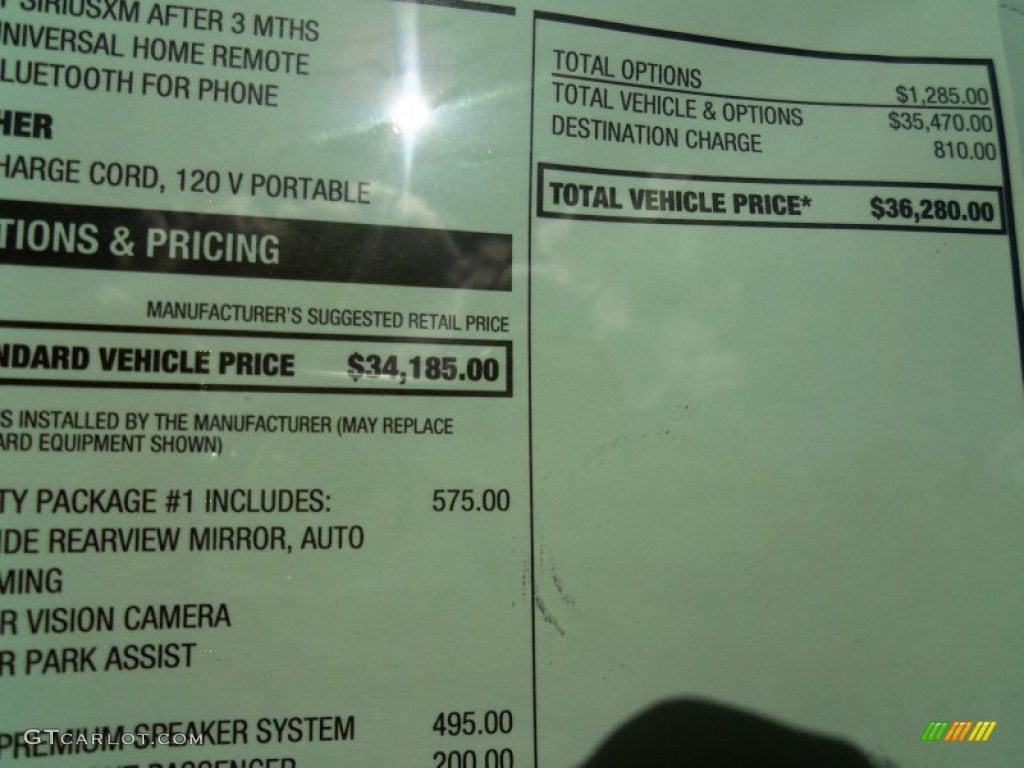 SIRIUSXM AFTER 3 MTHS
NIVERSAL HOME REMOTE
LUETOOTH FOR PHONE
HER
HARGE CORD, 120 V PORTABLE
TIONS & PRICING
MANUFACTURER'S SUGGESTED RETAIL PRICE
NDARD VEHICLE PRICE $34,185.00
S INSTALLED BY THE MANUFACTURER (MAY REPLACE
ARD EQUIPMENT SHOWN)
TY PACKAGE #1 INCLUDES: 575.00
IDE REARVIEW MIRROR, AUTO
MING
R VISION CAMERA
R PARK ASSIST
PREMIUM SPEAKER SYSTEM 495.00
PASSENGER 200.00
TOTAL OPTIONS $1,285.00
TOTAL VEHICLE & OPTIONS $35,470.00
DESTINATION CHARGE 810.00
TOTAL VEHICLE PRICE* $36,280.00
GTcarlot.com